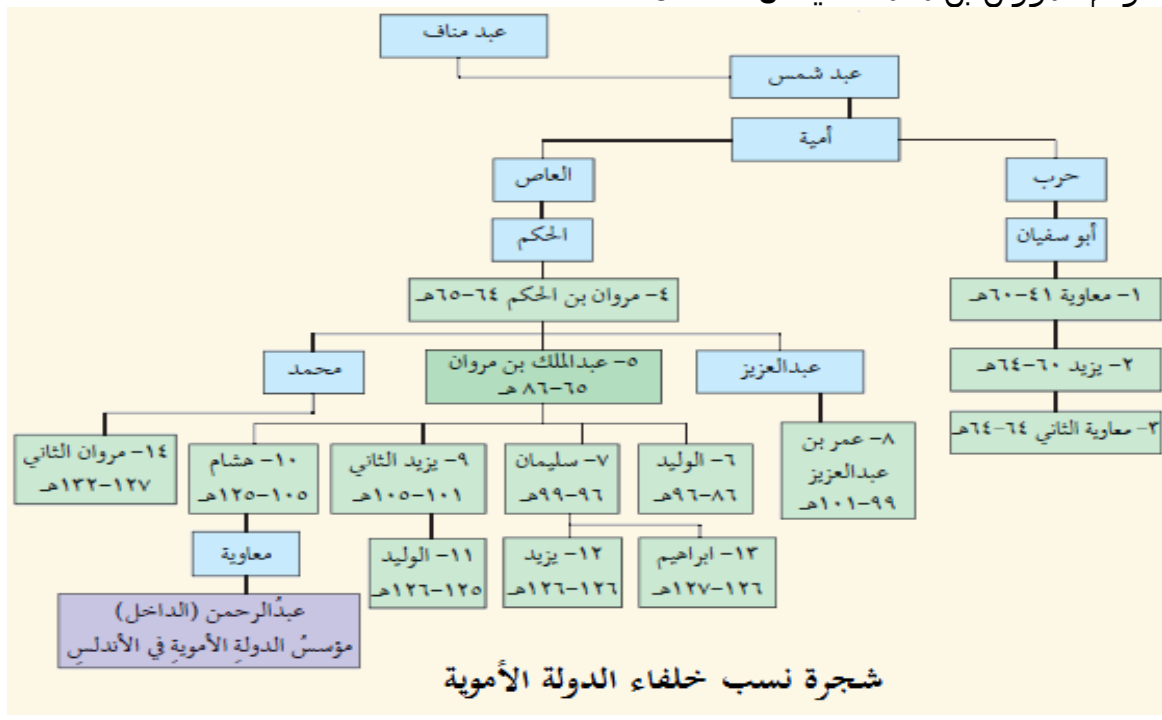 عبد مناف
عبد شمس
أمية
العاص
حرب
الحكم
أبو سفيان
٤- مروان بن الحكم ٦٤-٦٥هـ
١- معاوية ٤١-٦٠هـ
محمد
٥- عبدالملك بن مروان
٦٥-٨٦ هـ
عبدالعزيز
٢- يزيد ٦٠-٦٤هـ
٣- معاوية الثاني ٦٤-٦٤هـ
٨- عمر بن
عبدالعزيز
٩٩-١٠١هـ
٦- الوليد
٨٦-٩٦هـ
٧- سليمان
٩٦-٩٩هـ
٩- يزيد الثاني
١٠١-١٠٥هـ
١٠- هشام
١٠٥-١٢٥هـ
١٤- مروان الثاني
١٢٧-١٣٢هـ
١٣- ابراهيم
١٢٦-١٢٧هـ
١٢- يزيد
١٢٦-١٢٦هـ
١١- الوليد
١٢٥-١٢٦هـ
معاوية
عبدُالرحمن (الداخل)
مؤسسُ الدولةِ الأمويةِ في الأندلسِ
شجرة نسب خلفاء الدولة الأموية